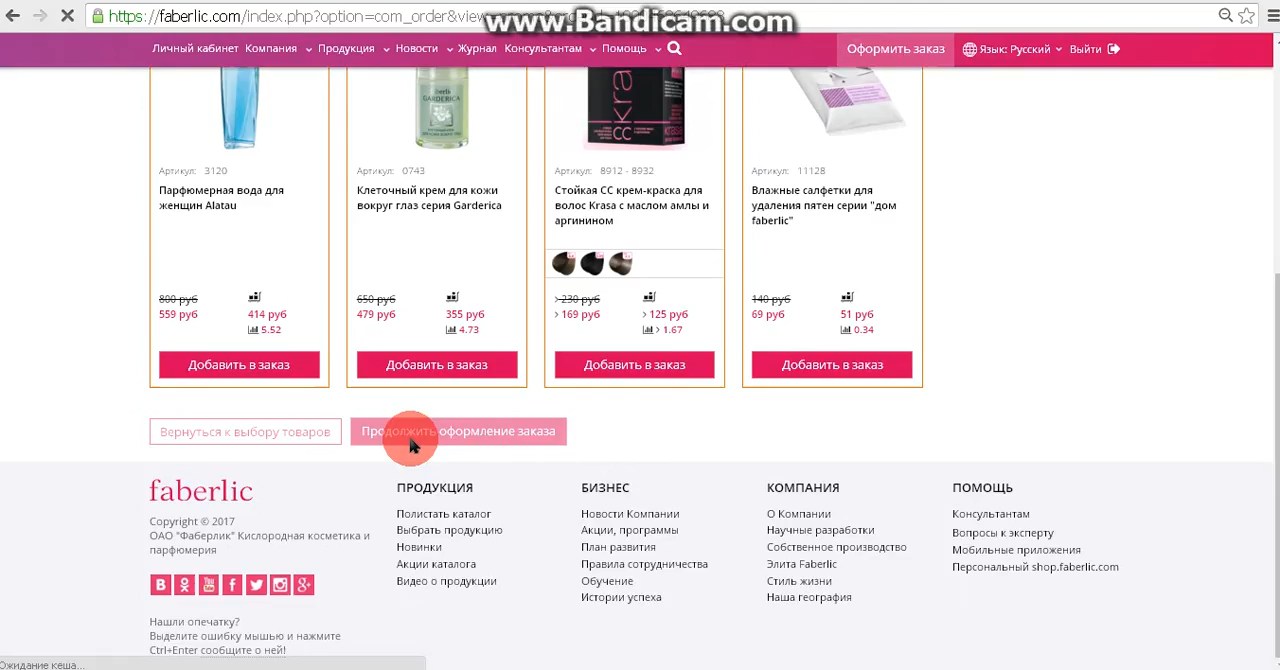 https://faberlic.com/index.php?option=com_order&view
www.Bandicam.com
Личный кабинет Компания Продукция Новости Журнал Консультантам Помощь Оформить заказ Язык: Русский Выйти
faberlic GARDERICA
kra CC
Артикул: 3120
Парфюмерная вода для
женщин Alatau
800 руб
559 руб 414 руб
5.52
Добавить в заказ
Артикул: 0743
Клеточный крем для кожи
вокруг глаз серия Garderica
650 руб
479 руб 355 руб
4.73
Добавить в заказ
Артикул: 8912 - 8932
Стойкая СС крем-краска для
волос Krasa с маслом амлы и
аргинином
> 230 руб
> 169 руб > 125 руб
> 1.67
Добавить в заказ
Артикул: 11128
Влажные салфетки для
удаления пятен серии "дом
faberlic"
140 руб
69 руб 51 руб
0.34
Добавить в заказ
Вернуться к выбору товаров Продолжить оформление заказа
faberlic
Copyright © 2017
ОАО "Фаберлик" Кислородная косметика и
парфюмерия
Нашли опечатку?
Выделите ошибку мышью и нажмите
Ctrl+Enter сообщите о ней!
ПРОДУКЦИЯ
Полистать каталог
Выбрать продукцию
Новинки
Акции каталога
Видео о продукции
БИЗНЕС
Новости Компании
Акции, программы
План развития
Правила сотрудничества
Обучение
Истории успеха
КОМПАНИЯ
О Компании
Научные разработки
Собственное производство
Элита Faberlic
Стиль жизни
Наша география
ПОМОЩЬ
Консультантам
Вопросы к эксперту
Мобильные приложения
Персональный shop.faberlic.com
Ожидание кеша...